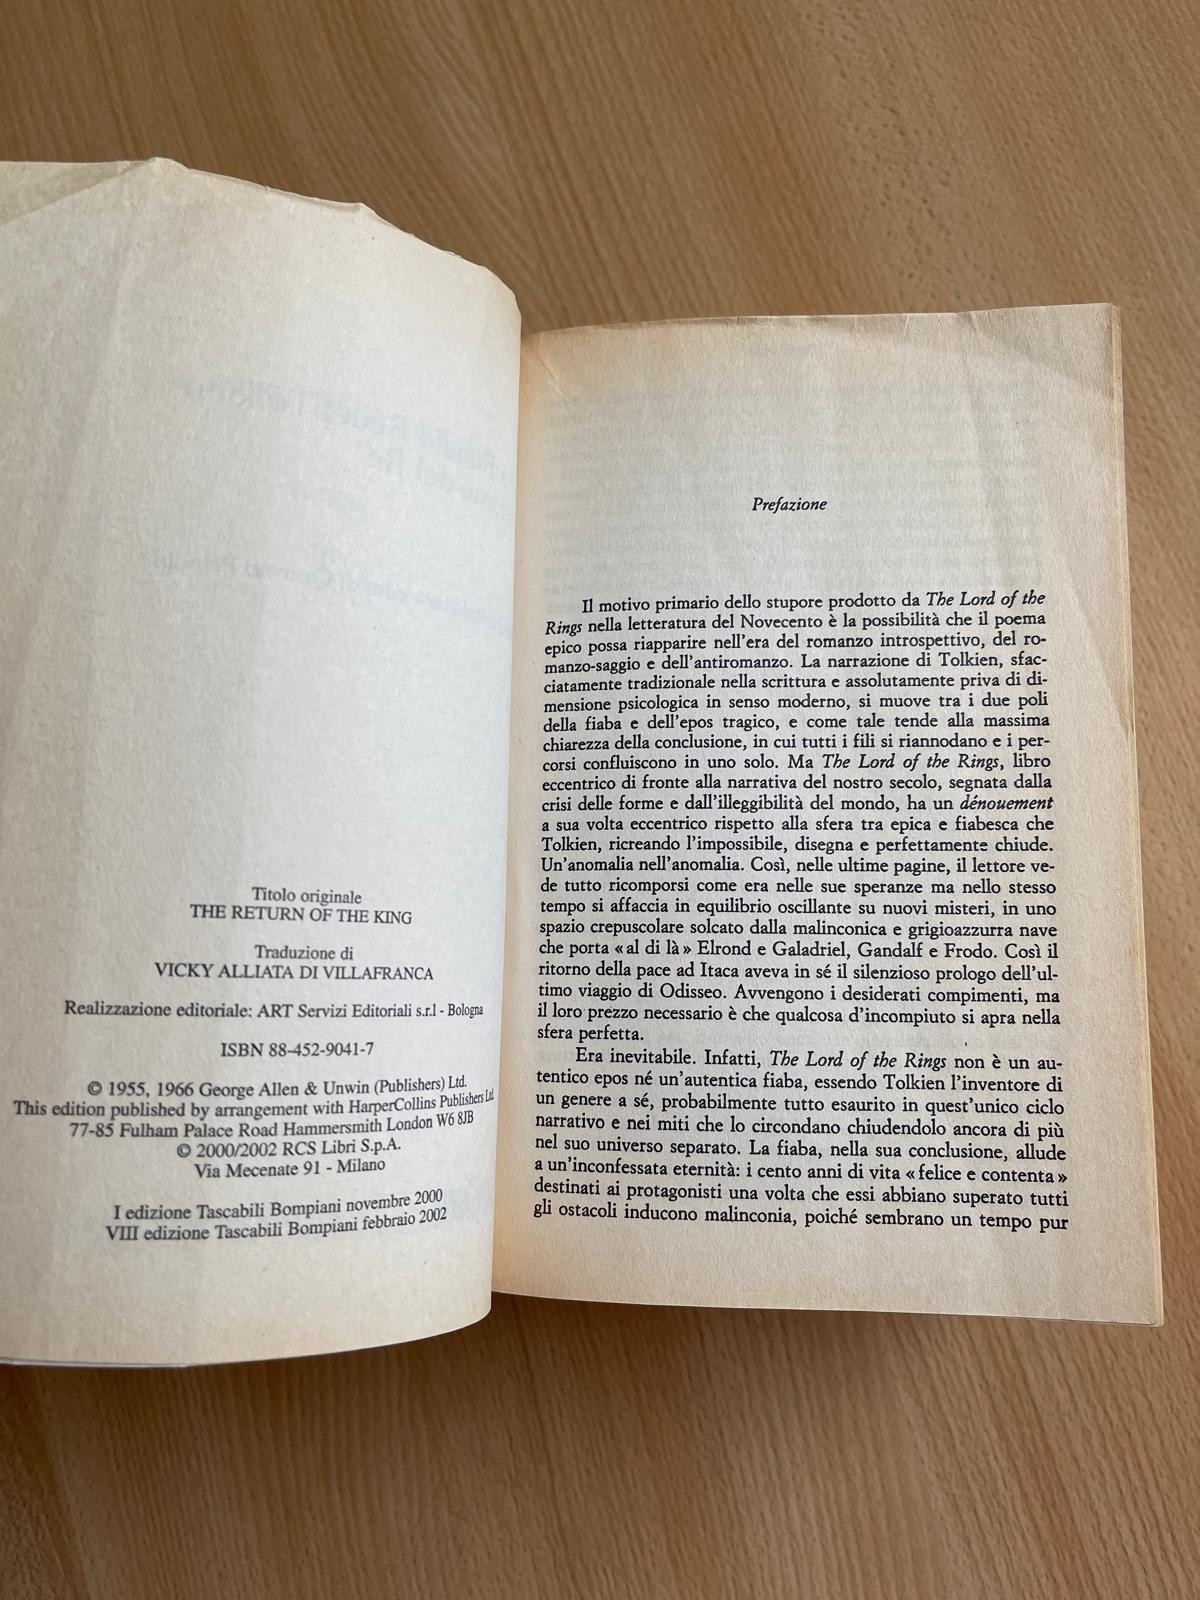 Titolo originale
THE RETURN OF THE KING
Traduzione di
VICKY ALLIATA DI VILLAFRANCA
Realizzazione editoriale: ART Servizi Editoriali s.r.l - Bologna
ISBN 88-452-9041-7
© 1955, 1966 George Allen & Unwin (Publishers) Ltd.
This edition published by arrangement with HarperCollins Publishers Ltd
77-85 Fulham Palace Road Hammersmith London W6 8JB
© 2000/2002 RCS Libri S.p.A.
Via Mecenate 91 - Milano
I edizione Tascabili Bompiani novembre 2000
VIII edizione Tascabili Bompiani febbraio 2002
Prefazione
Il motivo primario dello stupore prodotto da The Lord of the
Rings nella letteratura del Novecento è la possibilità che il poema
epico possa riapparire nell'era del romanzo introspettivo, del ro-
manzo-saggio e dell'antiromanzo. La narrazione di Tolkien, sfac-
ciatamente tradizionale nella scrittura e assolutamente priva di di-
mensione psicologica in senso moderno, si muove tra i due poli
della fiaba e dell'epos tragico, e come tale tende alla massima
chiarezza della conclusione, in cui tutti i fili si riannodano e i per-
corsi confluiscono in uno solo. Ma The Lord of the Rings, libro
eccentrico di fronte alla narrativa del nostro secolo, segnata dalla
crisi delle forme e dall'illeggibilità del mondo, ha un dénouement
a sua volta eccentrico rispetto alla sfera tra epica e fiabesca che
Tolkien, ricreando l'impossibile, disegna e perfettamente chiude.
Un'anomalia nell'anomalia. Così, nelle ultime pagine, il lettore ve-
de tutto ricomporsi come era nelle sue speranze ma nello stesso
tempo si affaccia in equilibrio oscillante su nuovi misteri, in uno
spazio crepuscolare solcato dalla malinconica e grigioazzurra nave
che porta «al di là» Elrond e Galadriel, Gandalf e Frodo. Così il
ritorno della pace ad Itaca aveva in sé il silenzioso prologo dell'ul-
timo viaggio di Odisseo. Avvengono i desiderati compimenti, ma
il loro prezzo necessario è che qualcosa d'incompiuto si apra nella
sfera perfetta.
Era inevitabile. Infatti, The Lord of the Rings non è un au-
tentico epos né un'autentica fiaba, essendo Tolkien l'inventore di
un genere a sé, probabilmente tutto esaurito in quest'unico ciclo
narrativo e nei miti che lo circondano chiudendolo ancora di più
nel suo universo separato. La fiaba, nella sua conclusione, allude
a un'inconfessata eternità: i cento anni di vita «felice e contenta»
destinati ai protagonisti una volta che essi abbiano superato tutti
gli ostacoli inducono malinconia, poiché sembrano un tempo pur